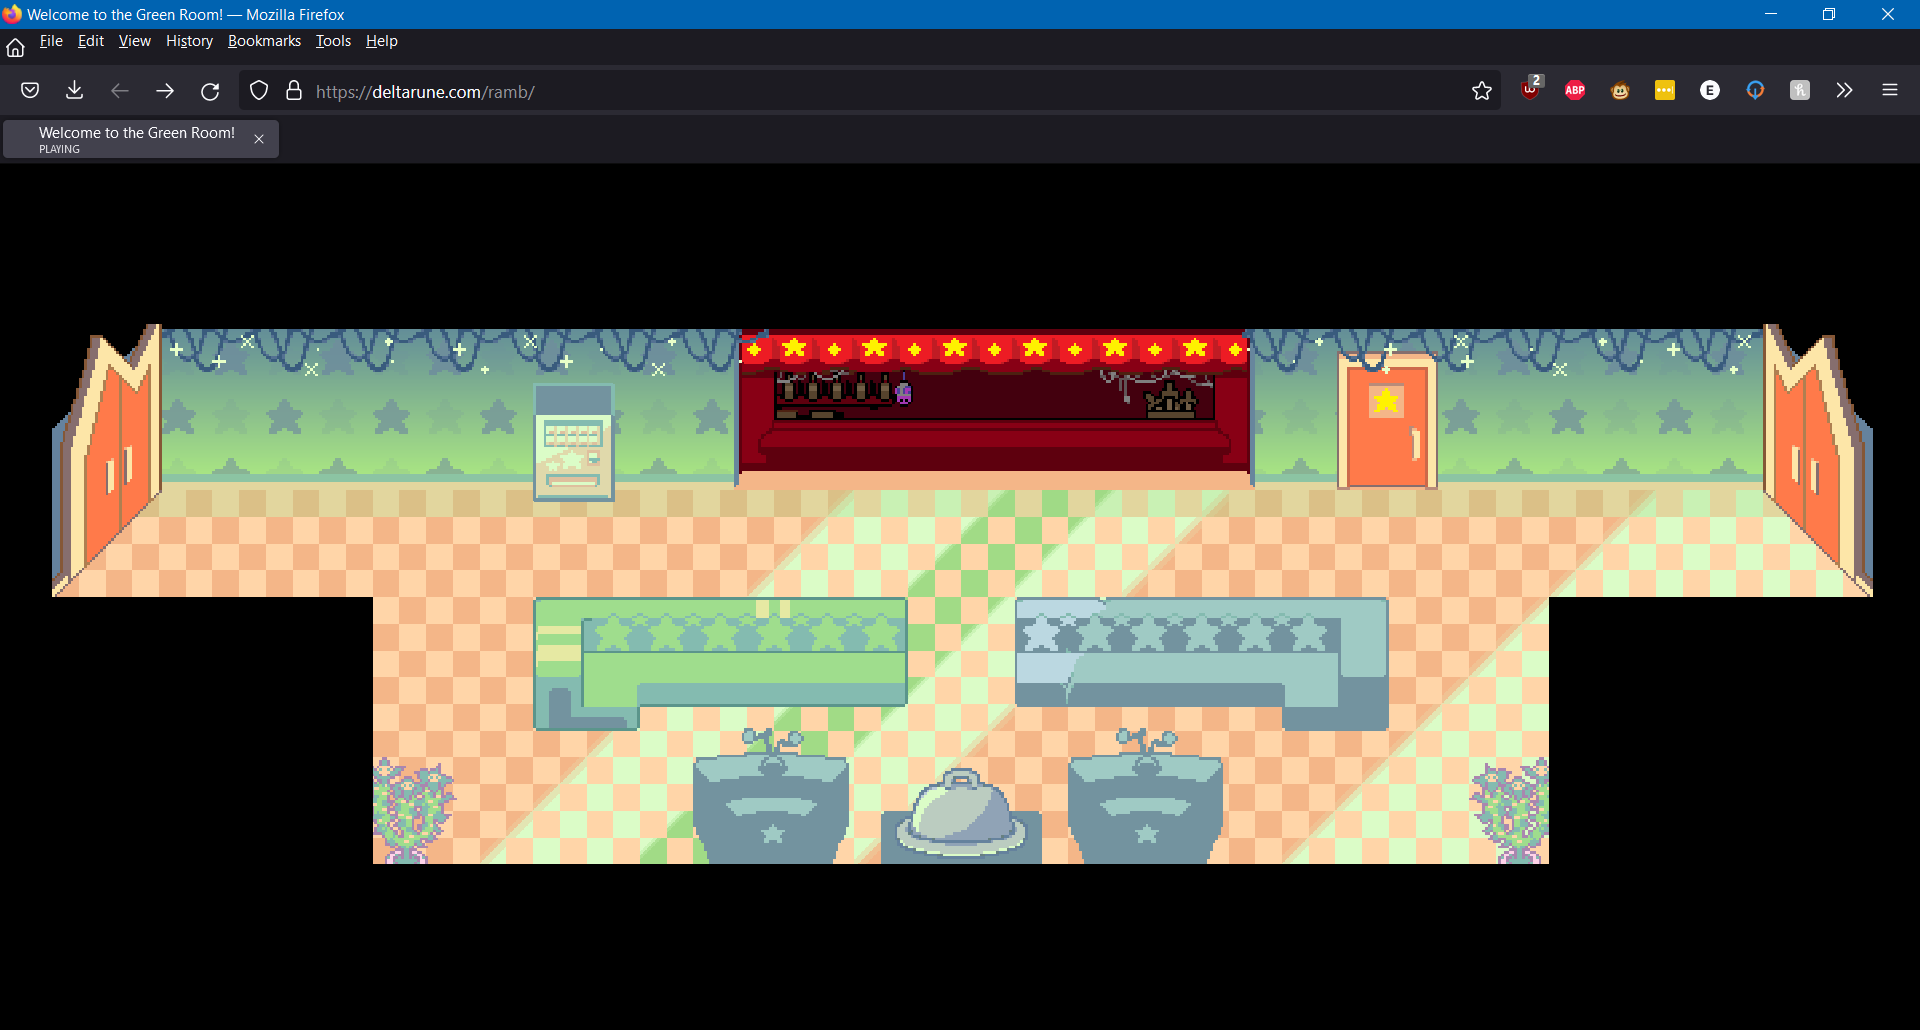 Welcome to the Green Room! — Mozilla Firefox
File Edit View History Bookmarks Tools Help
https://deltarune.com/ramb/
2
ABP
E
Welcome to the Green Room!
PLAYING